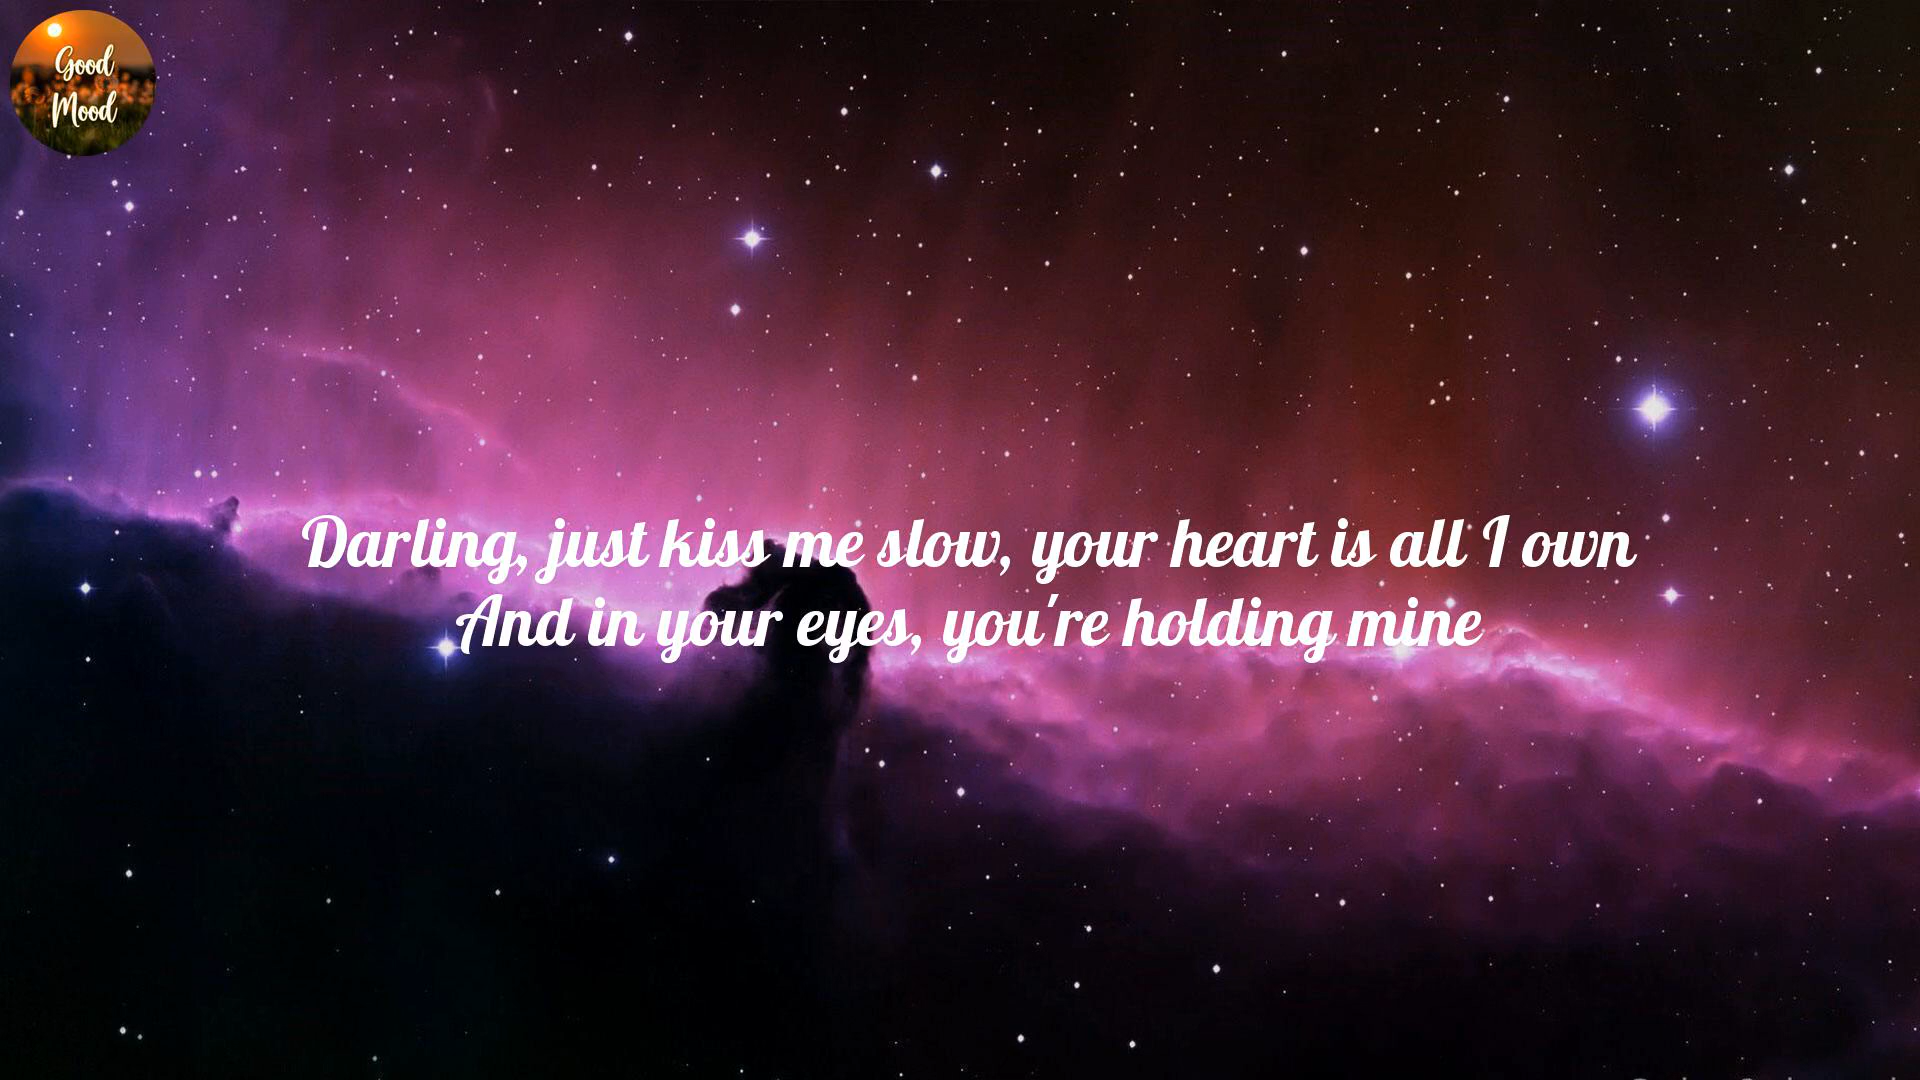 Good
Mood
Darling, just kiss me slow, your heart is all I own
And in your eyes, you're holding mine